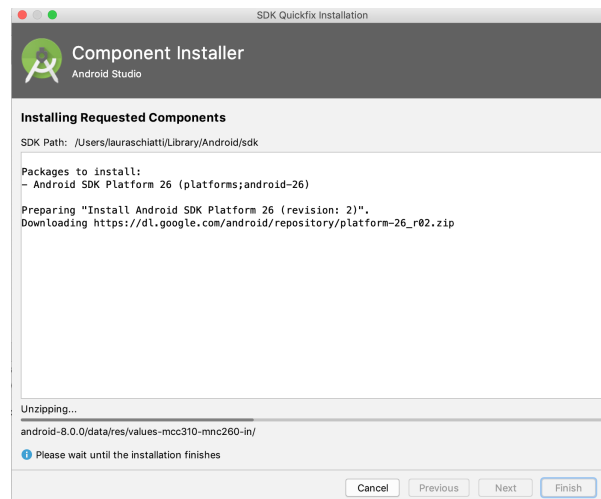 SDK Quickfix Installation
Component Installer
Android Studio
Installing Requested Components
SDK Path: /Users/lauraschiatti/Library/Android/sdk
Packages to install:
- Android SDK Platform 26 (platforms;android-26)
Preparing "Install Android SDK Platform 26 (revision: 2)".
Downloading https://dl.google.com/android/repository/platform-26_r02.zip
Unzipping...
android-8.0.0/data/res/values-mcc310-mnc260-in/
Please wait until the installation finishes
Cancel Previous Next Finish